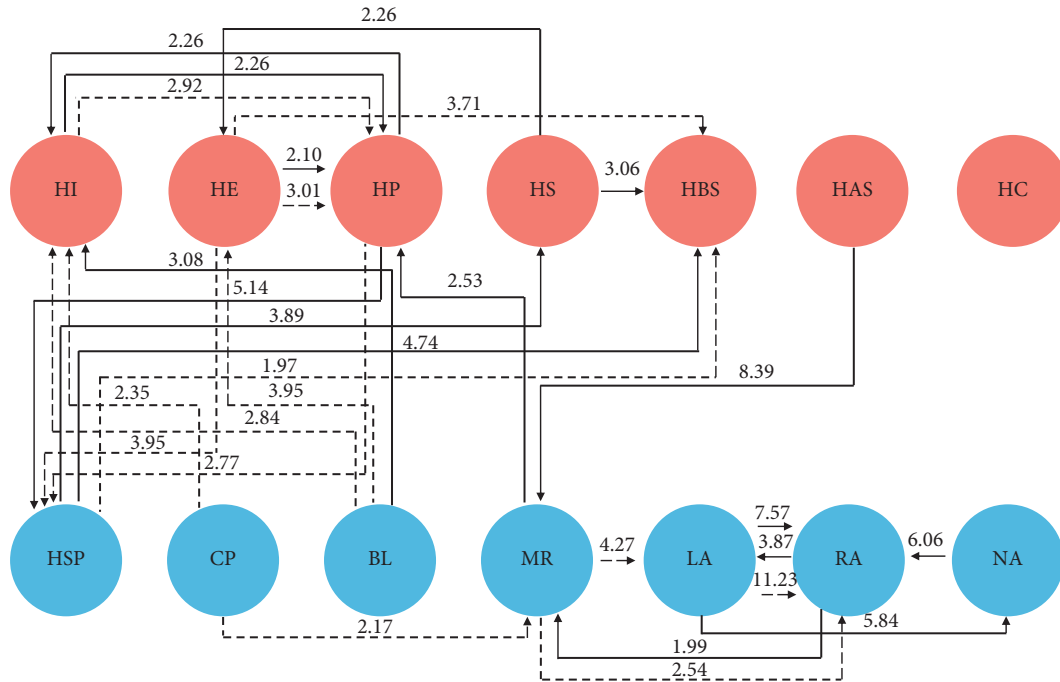 2.26
2.26
2.26
2.92
3.71
2.10
3.06
HI
HE
HP
HS
HBS
HAS
HC
3.01
3.08
2.53
5.14
3.89
4.74
1.97
8.39
2.35
3.95
2.84
3.95
2.77
7.57
4.27
3.87
6.06
HSP
CP
BL
MR
LA
RA
NA
11.23
2.17
5.84
1.99
2.54